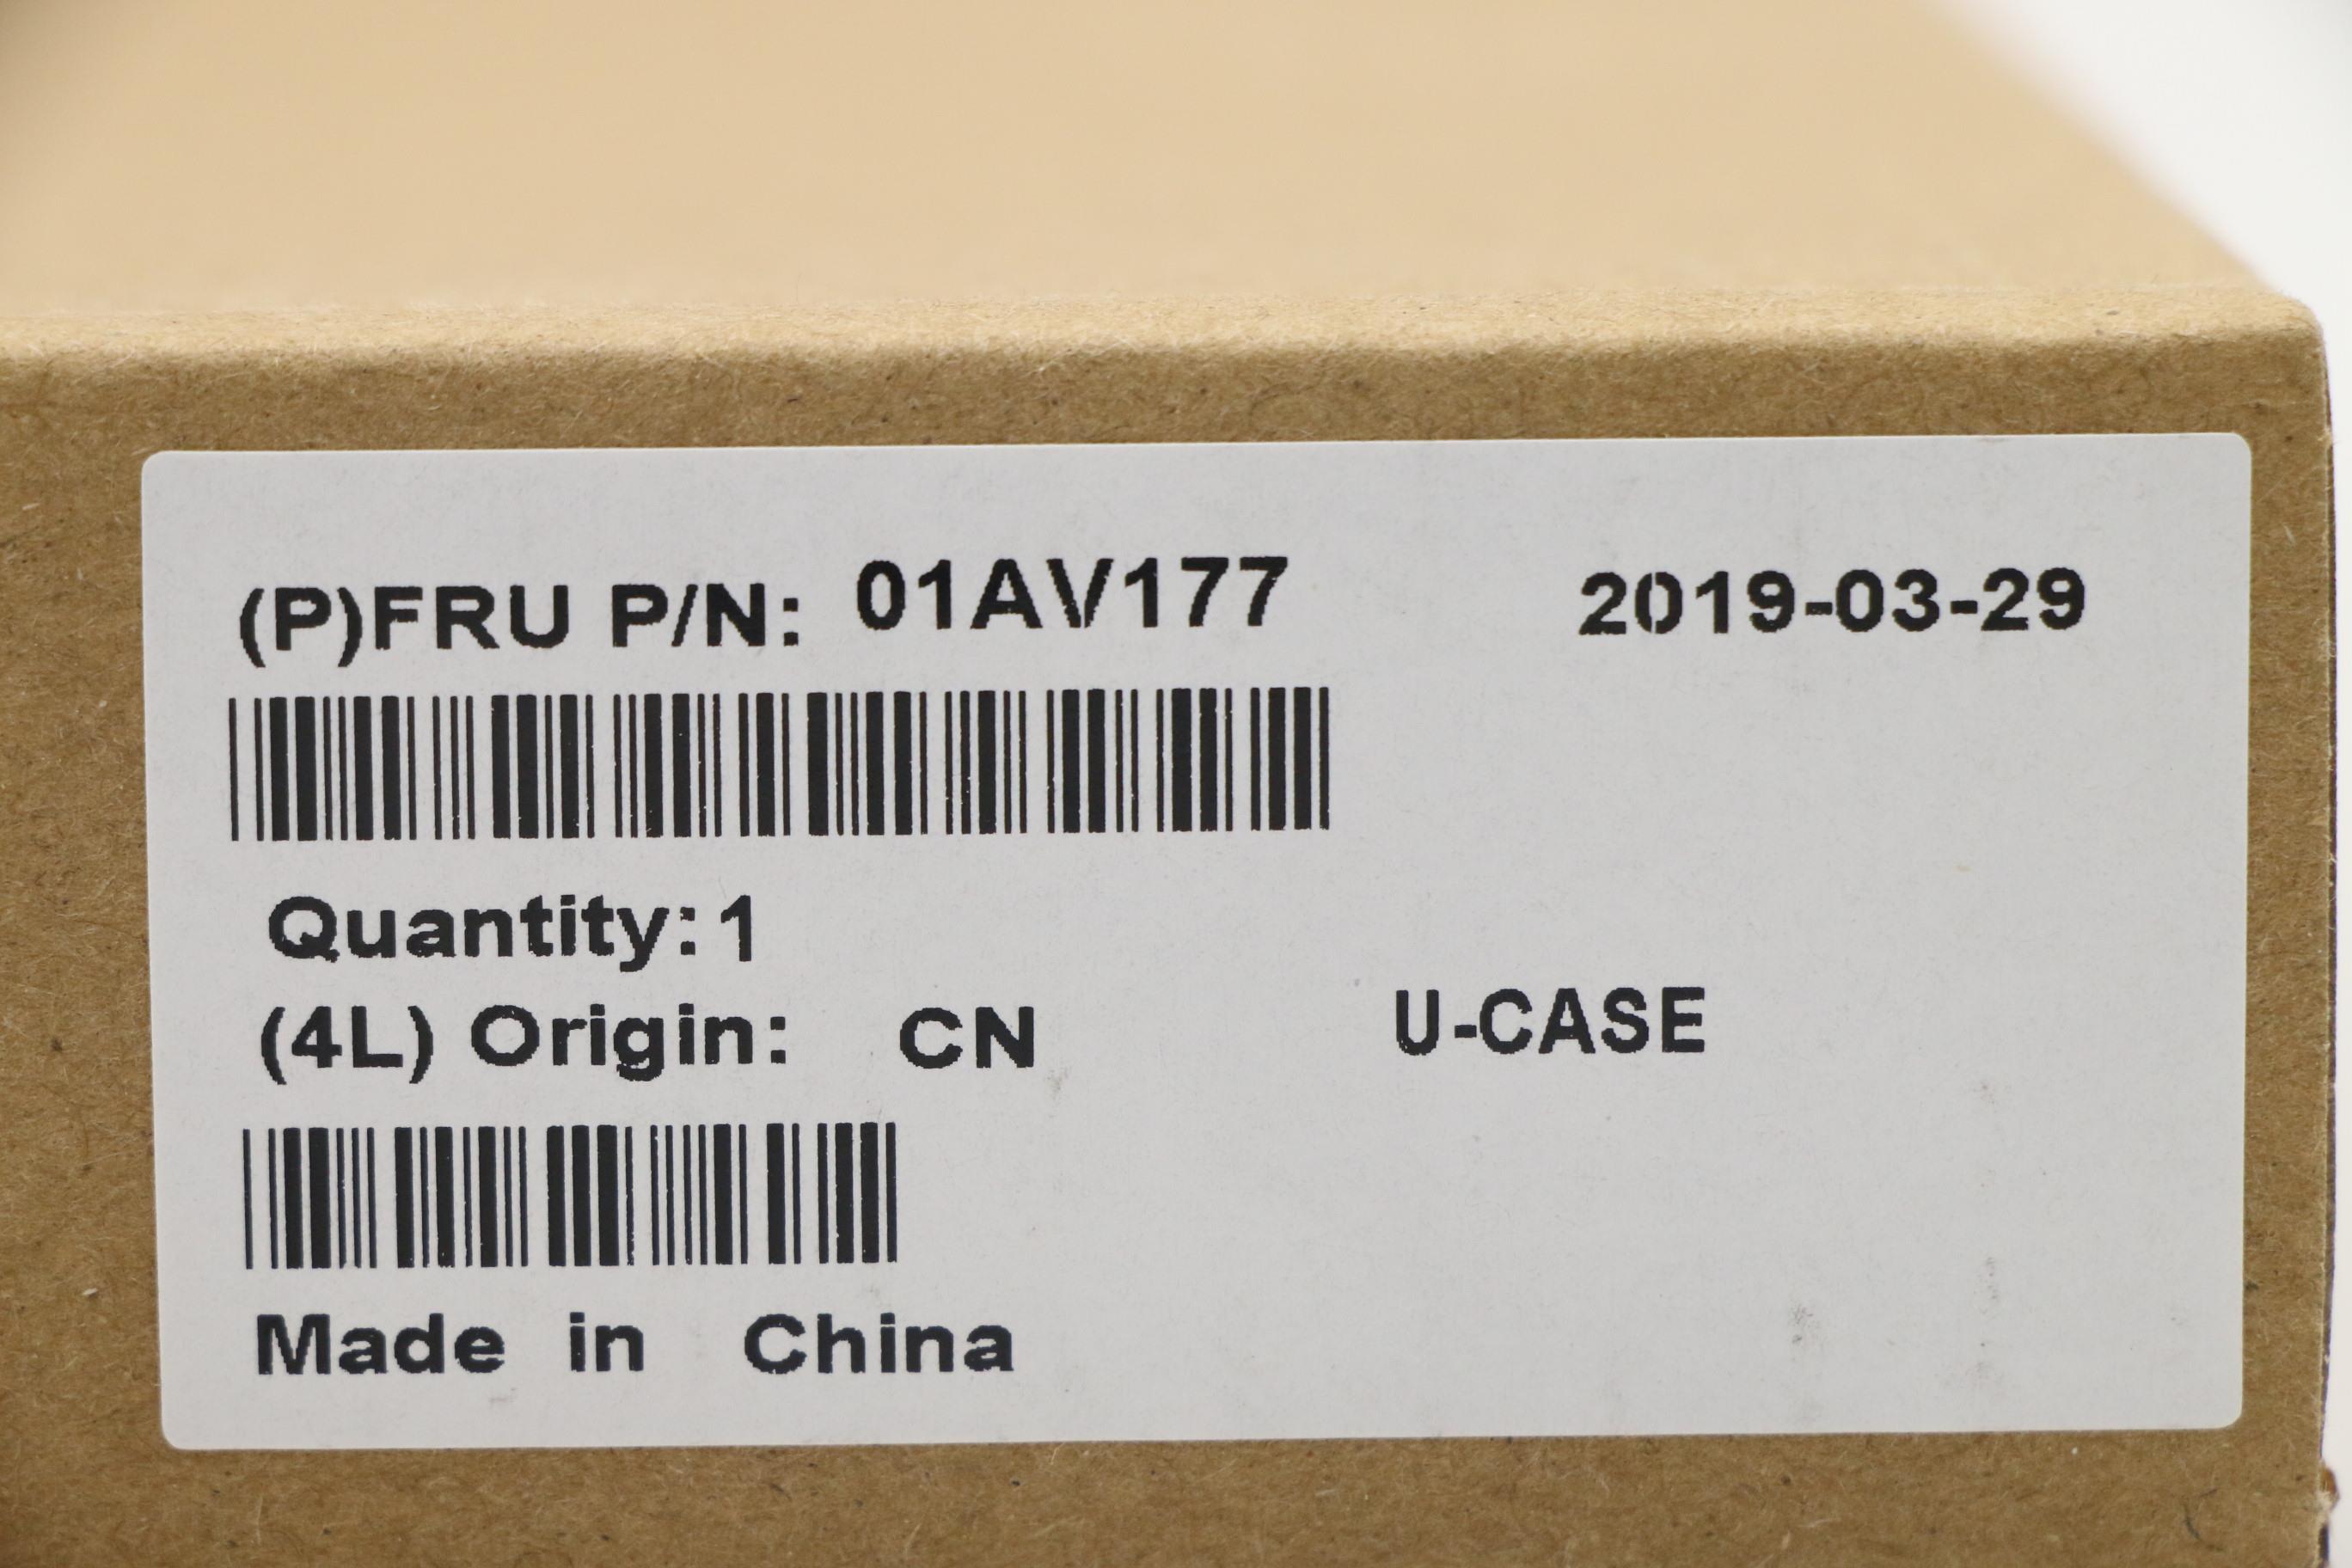 (P)FRU P/N: 01AV177 2019-03-29
Quantity: 1
(4L) Origin: CN U-CASE
Made in China